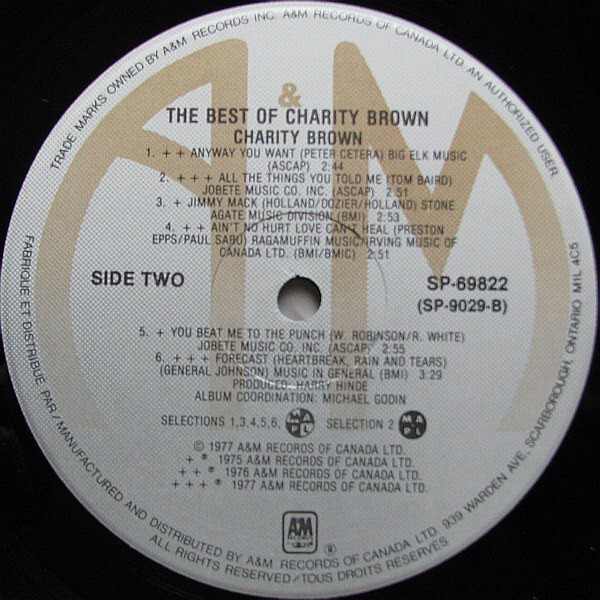 TRADE MARKS OWNED BY A&M RECORDS INC. A&M RECORDS OF CANADA LTD. AN AUTHORIZED USER.
&
THE BEST OF CHARITY BROWN
CHARITY BROWN
1. + + ANYWAY YOU WANT (PETER CETERA) BIG ELK MUSIC
(ASCAP) 2:44
2. + + + ALL THE THINGS YOU TOLD ME (TOM BAIRD)
JOBETE MUSIC CO. INC. (ASCAP) 2:51
3. + JIMMY MACK (HOLLAND/DOZIER/HOLLAND) STONE
AGATE MUSIC DIVISION (BMI) 2:53
4. + + AIN'T NO HURT LOVE CAN'T HEAL (PRESTON
EPPS/PAUL SABU) RAGAMUFFIN MUSIC/IRVING MUSIC OF
CANADA LTD. (BMI/BMIC) 2:51
SIDE TWO
SP-69822
(SP-9029-B)
5. + YOU BEAT ME TO THE PUNCH (W. ROBINSON/R. WHITE)
JOBETE MUSIC CO. INC. (ASCAP) 2:55
6. + + + FORECAST (HEARTBREAK, RAIN AND TEARS)
(GENERAL JOHNSON) MUSIC IN GENERAL (BMI) 3:29
PRODUCED: HARRY HINDE
ALBUM COORDINATION: MICHAEL GODIN
SELECTIONS 1,3,4,5,6, M A P L SELECTION 2 M A P L
© 1977 A&M RECORDS OF CANADA LTD.
+ ℗ 1975 A&M RECORDS OF CANADA LTD.
+ + ℗ 1976 A&M RECORDS OF CANADA LTD.
+ + + ℗ 1977 A&M RECORDS OF CANADA LTD.
A&M
RECORDS
®
FABRIQUE ET DISTRIBUÉ PAR/MANUFACTURED AND DISTRIBUTED BY A&M RECORDS OF CANADA LTD. 939 WARDEN AVE, SCARBOROUGH, ONTARIO M1L 4C5
ALL RIGHTS RESERVED/TOUS DROITS RÉSERVÉS